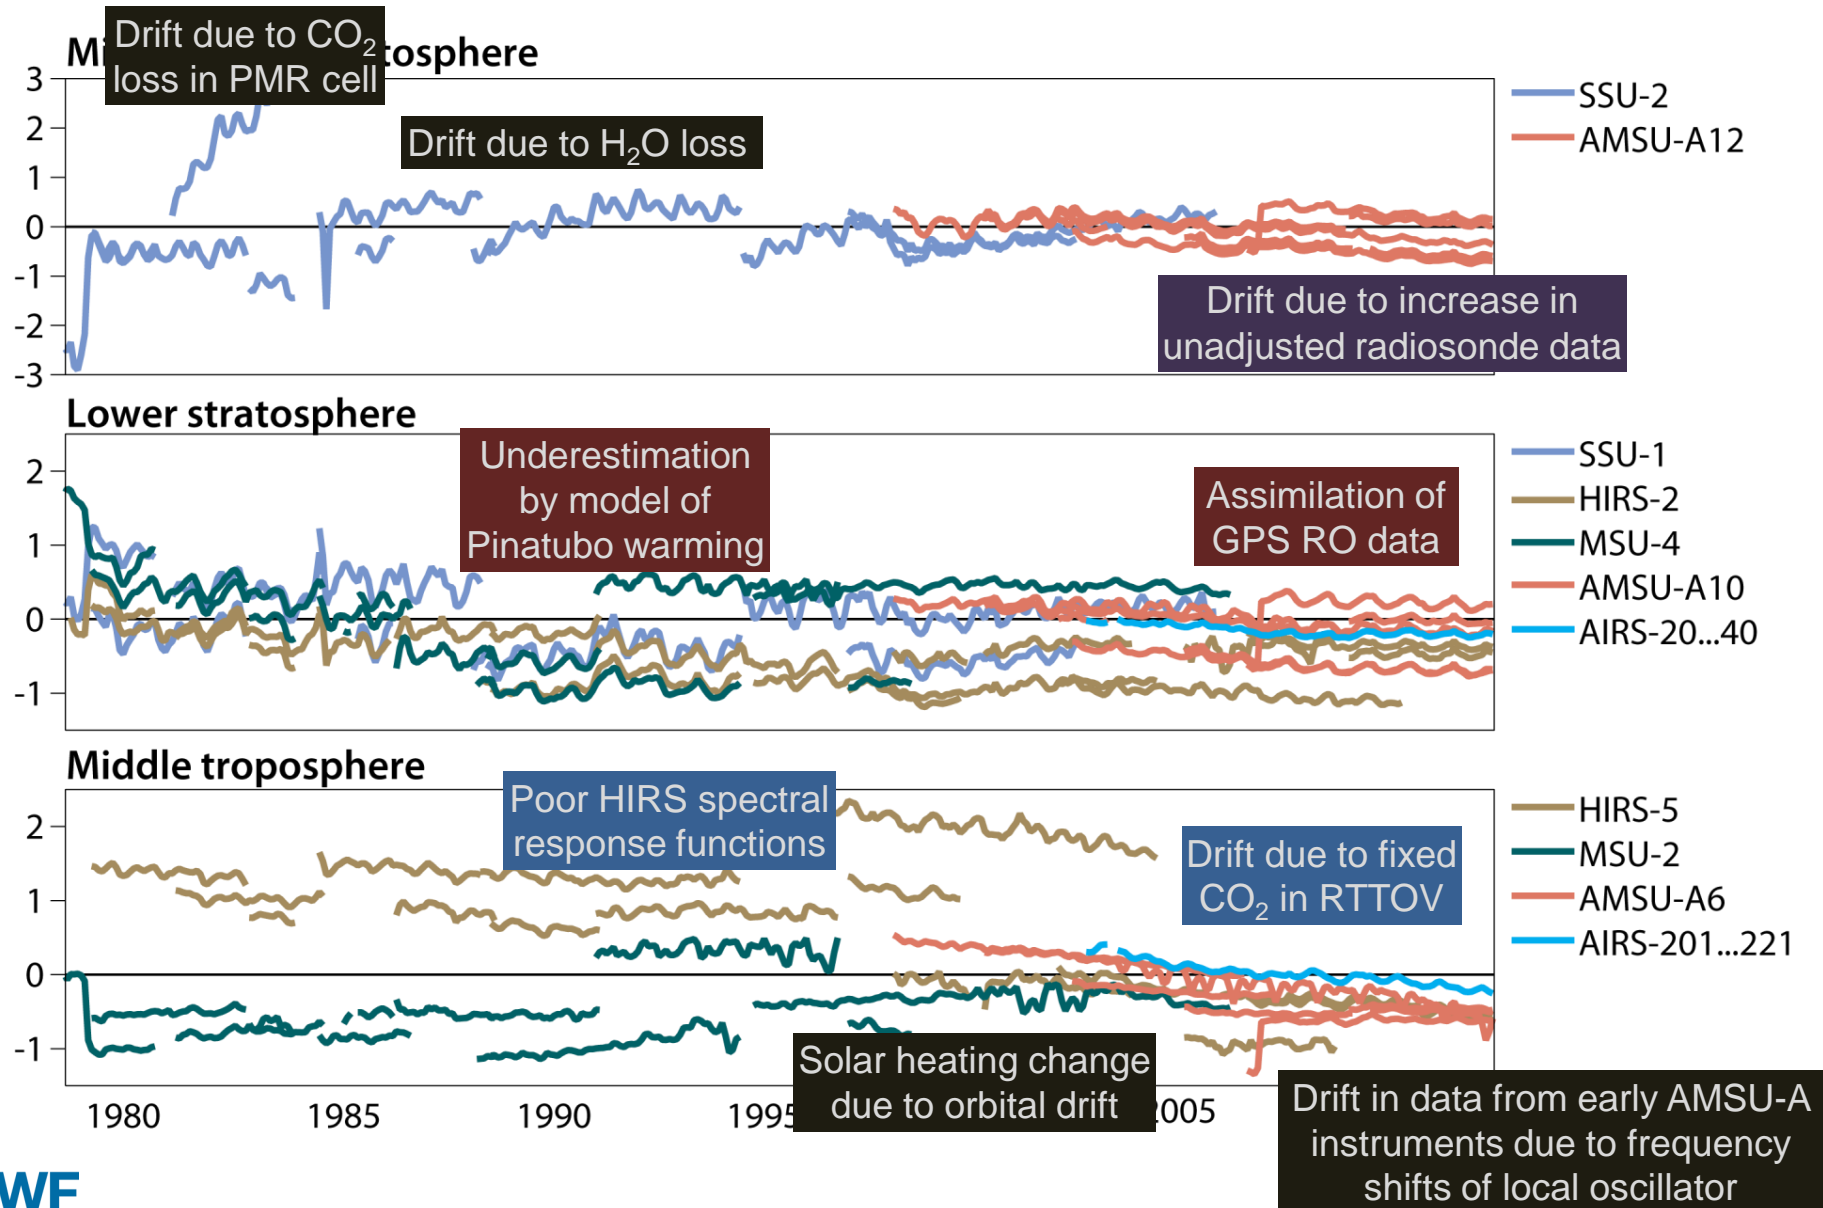 Drift due to CO₂
loss in PMR cell
Mi tosphere
3
2
1
0
-1
-2
-3
Drift due to H₂O loss
SSU-2
AMSU-A12
Drift due to increase in
unadjusted radiosonde data
Lower stratosphere
2
1
0
-1
Underestimation
by model of
Pinatubo warming
Assimilation of
GPS RO data
SSU-1
HIRS-2
MSU-4
AMSU-A10
AIRS-20...40
Middle troposphere
2
1
0
-1
Poor HIRS spectral
response functions
Drift due to fixed
CO₂ in RTTOV
HIRS-5
MSU-2
AMSU-A6
AIRS-201...221
Solar heating change
due to orbital drift
1980 1985 1990 1995 2005
Drift in data from early AMSU-A
instruments due to frequency
shifts of local oscillator
WF